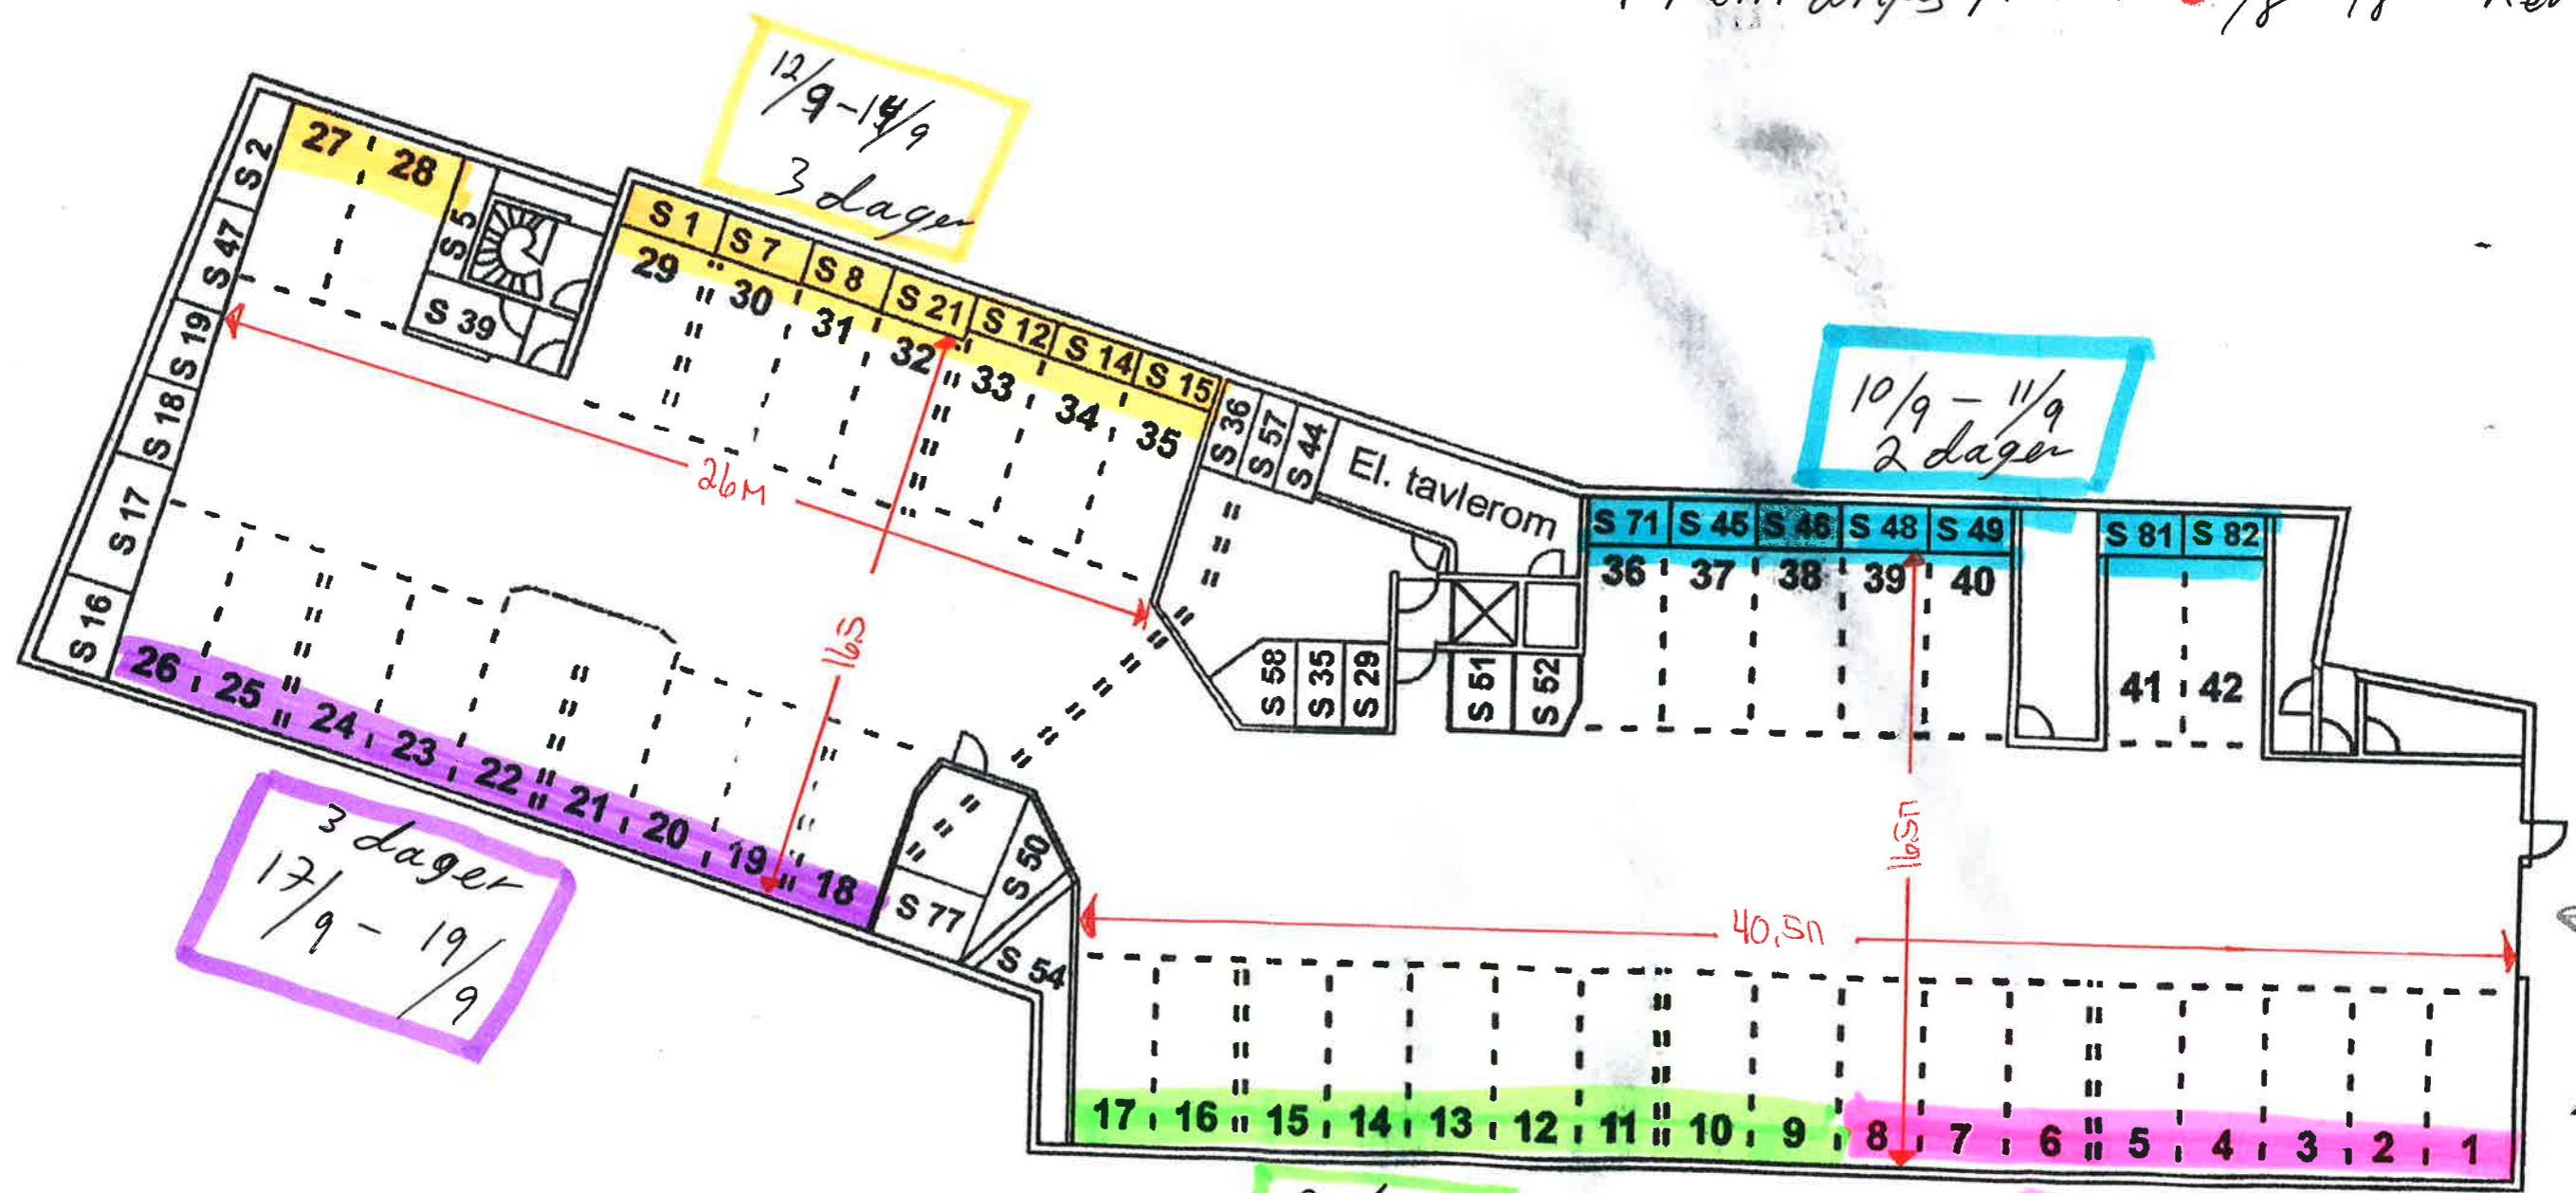 12/9-14/9
3 dager
27 28
S 2
S 47
S 19
S 18
S 17
S 16
S 5
S 39
S 1 S 7 S 8 S 21 S 12 S 14 S 15
29 30 31 32 33 34 35
S 36
S 57
S 44
El. tavlerom
10/9 - 11/9
2 dager
S 71 S 45 S 46 S 48 S 49
36 37 38 39 40
S 81 S 82
41 42
26M
16.5
S 58
S 35
S 29
S 51
S 52
26 25 24 23 22 21 20 19 18
3 dager
17/9 - 19/9
S 77
S 50
S 54
40,5
17 16 15 14 13 12 11 10 9 8 7 6 5 4 3 2 1